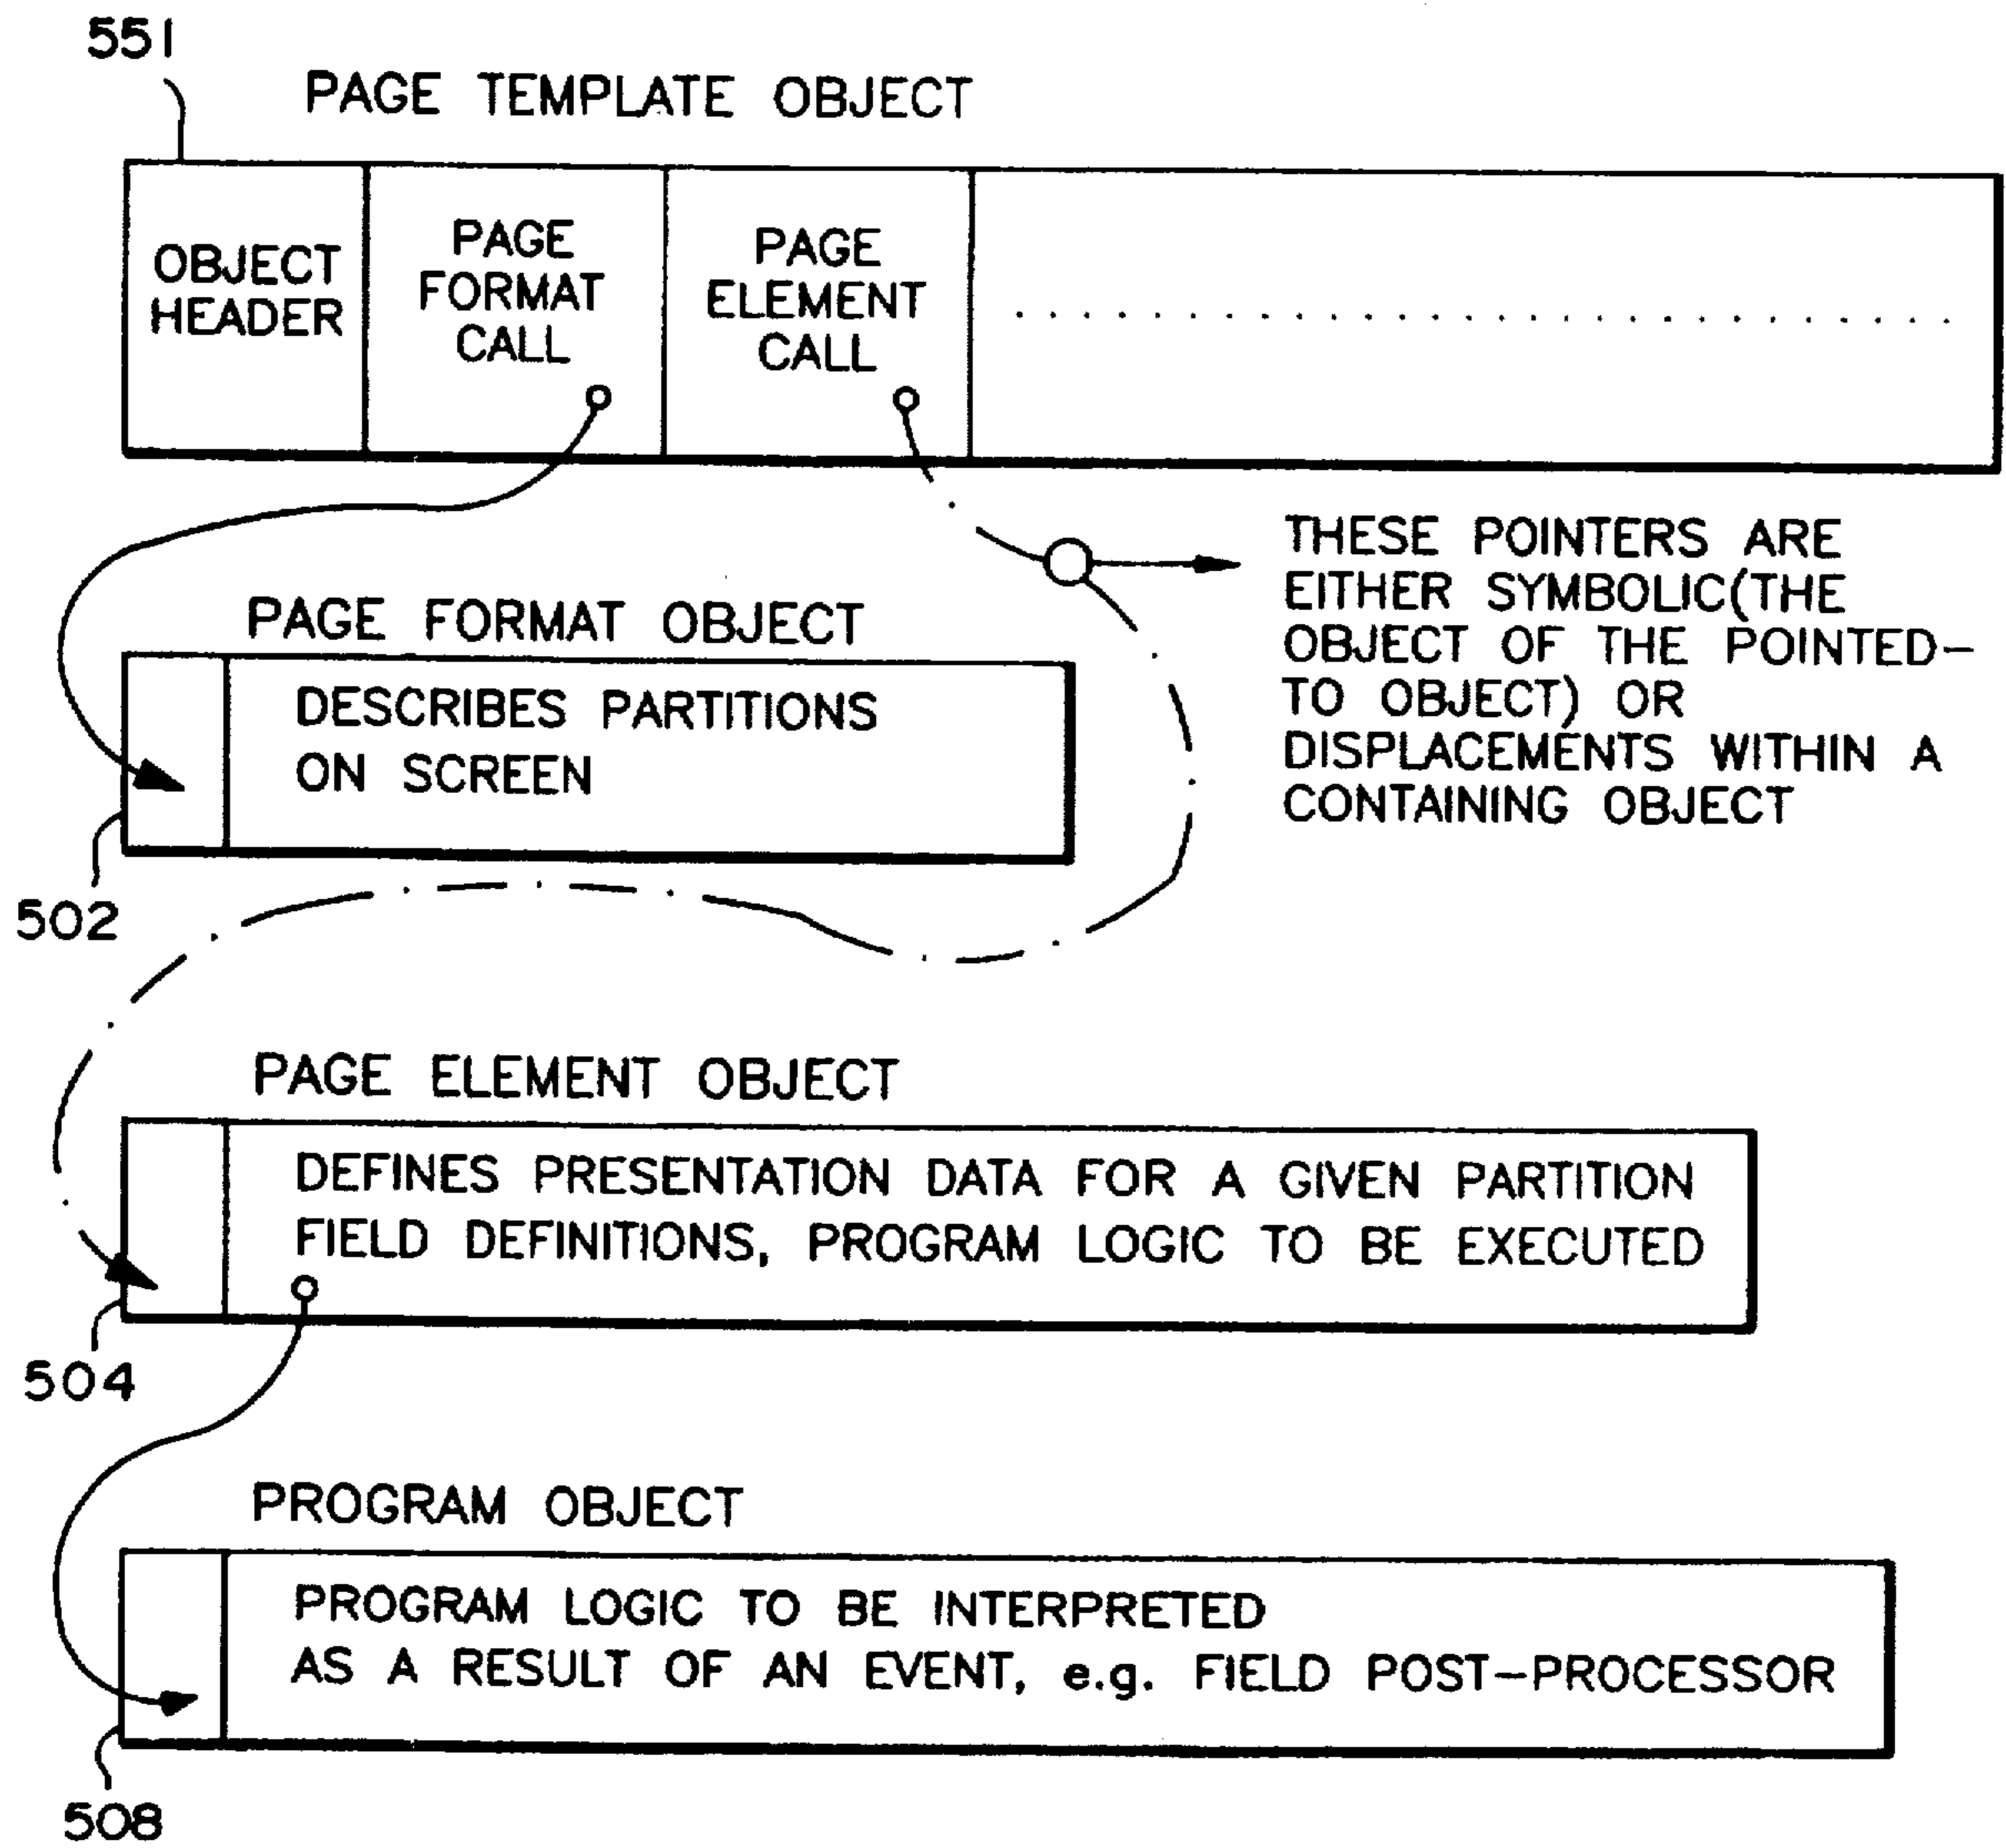 551
PAGE TEMPLATE OBJECT
OBJECT
HEADER
PAGE
FORMAT
CALL
PAGE
ELEMENT
CALL
THESE POINTERS ARE
EITHER SYMBOLIC(THE
OBJECT OF THE POINTED-
TO OBJECT) OR
DISPLACEMENTS WITHIN A
CONTAINING OBJECT
PAGE FORMAT OBJECT
DESCRIBES PARTITIONS
ON SCREEN
502
PAGE ELEMENT OBJECT
DEFINES PRESENTATION DATA FOR A GIVEN PARTITION
FIELD DEFINITIONS, PROGRAM LOGIC TO BE EXECUTED
504
PROGRAM OBJECT
PROGRAM LOGIC TO BE INTERPRETED
AS A RESULT OF AN EVENT, e.g. FIELD POST-PROCESSOR
508